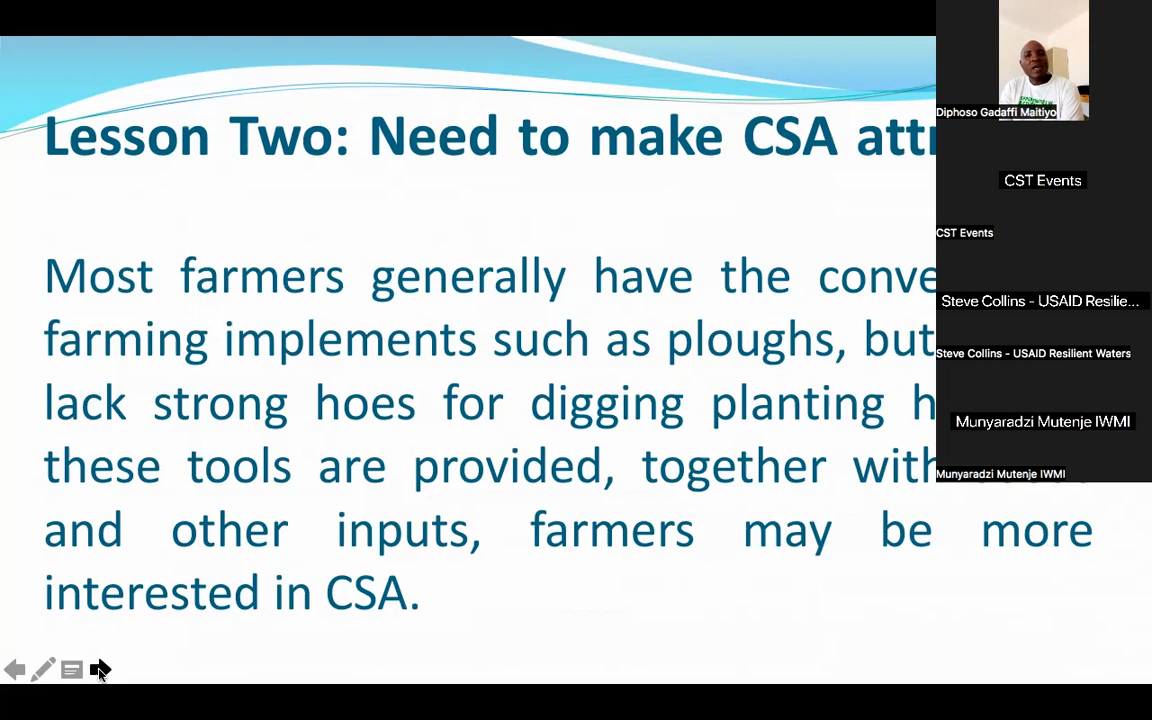 Lesson Two: Need to make CSA
Most farmers generally have the
farming implements such as ploughs, but
lack strong hoes for digging planting
these tools are provided, together with
and other inputs, farmers may be more
interested in CSA.
Diphoso Gadaffi Maitiyo
CST Events
CST Events
Steve Collins - USAID Resilie...
Steve Collins - USAID Resilient Waters
Munyaradzi Mutenje IWMI
Munyaradzi Mutenje IWMI